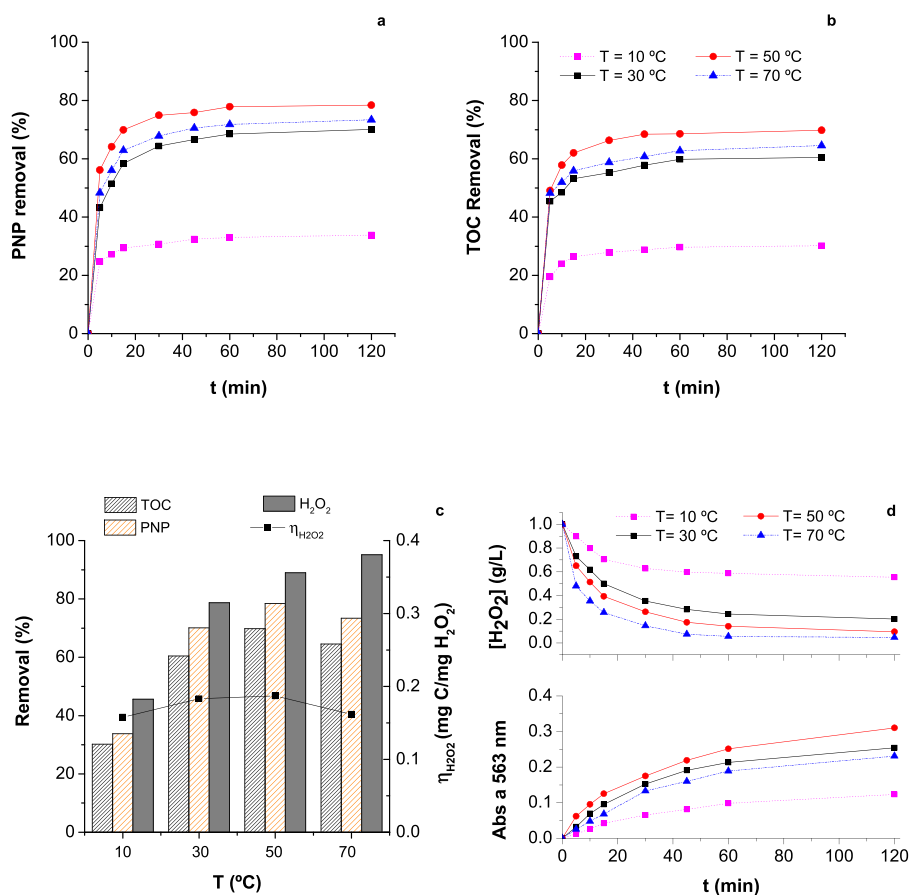 a
100
80
60
40
20
0
PNP removal (%)
0 20 40 60 80 100 120
t (min)
b
T = 10 ºC T = 50 ºC
T = 30 ºC T = 70 ºC
100
80
60
40
20
0
TOC Removal (%)
0 20 40 60 80 100 120
t (min)
c
TOC H₂O₂
PNP ηH2O2
100
80
60
40
20
0
Removal (%)
0.4
0.3
0.2
0.1
0.0
ηH2O2 (mg C/mg H₂O₂)
10 30 50 70
T (ºC)
d
T= 10 ºC T= 50 ºC
T= 30 ºC T= 70 ºC
1.0
0.8
0.6
0.4
0.2
0.0
[H₂O₂] (g/L)
0.4
0.3
0.2
0.1
0.0
Abs a 563 nm
0 20 40 60 80 100 120
t (min)